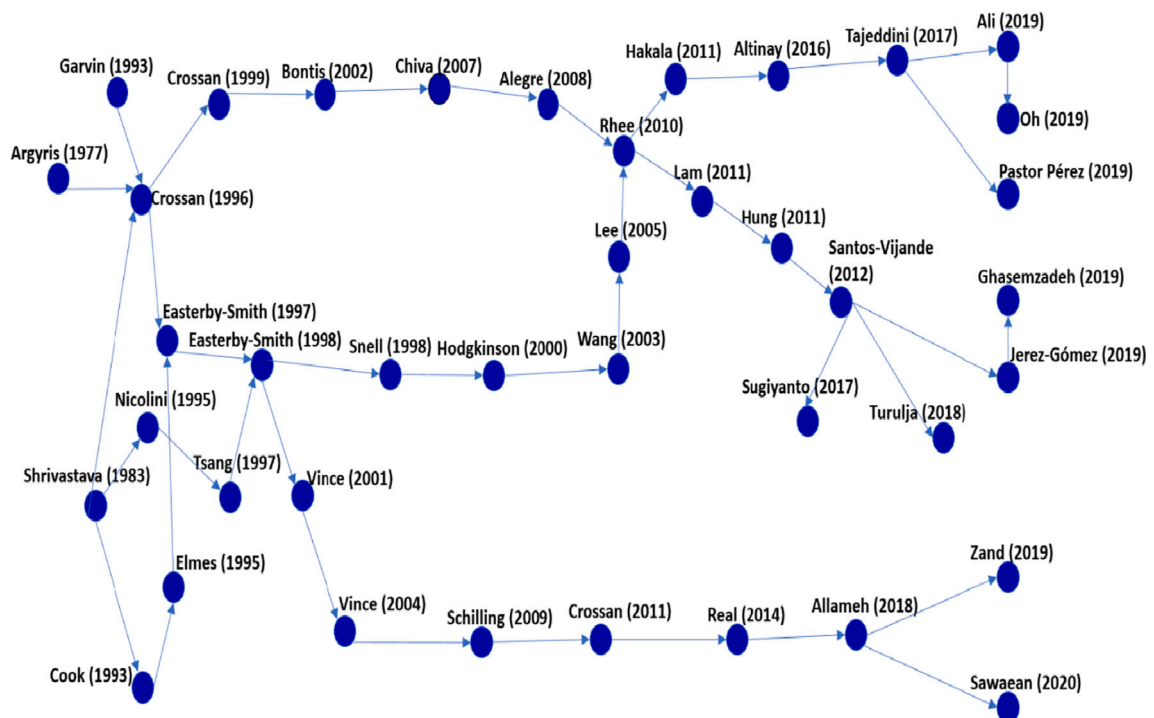 Garvin (1993)
Crossan (1999)
Bontis (2002)
Chiva (2007)
Alegre (2008)
Hakala (2011)
Altinay (2016)
Tajeddini (2017)
Ali (2019)
Rhee (2010)
Oh (2019)
Argyris (1977)
Crossan (1996)
Lam (2011)
Pastor Pérez (2019)
Lee (2005)
Hung (2011)
Santos-Vijande
(2012)
Ghasemzadeh (2019)
Easterby-Smith (1997)
Easterby-Smith (1998)
Snell (1998)
Hodgkinson (2000)
Wang (2003)
Jerez-Gómez (2019)
Sugiyanto (2017)
Turulja (2018)
Nicolini (1995)
Tsang (1997)
Shrivastava (1983)
Vince (2001)
Elmes (1995)
Zand (2019)
Vince (2004)
Schilling (2009)
Crossan (2011)
Real (2014)
Allameh (2018)
Cook (1993)
Sawaean (2020)